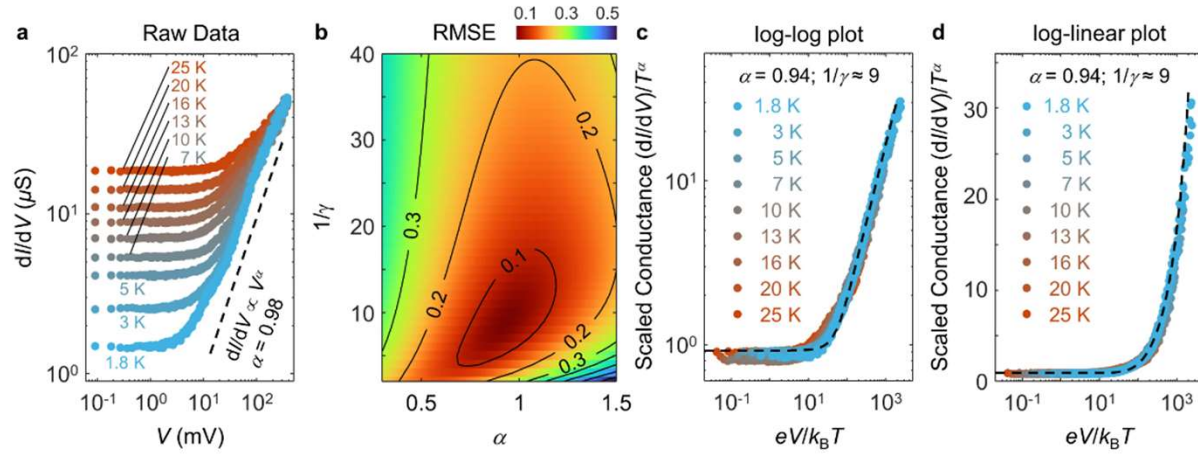 a
Raw Data
dI/dV (μS)
10²
10¹
10⁰
25 K
20 K
16 K
13 K
10 K
7 K
5 K
3 K
1.8 K
dI/dV ∝ Vᵅ
α = 0.98
10⁻¹ 10⁰ 10¹ 10²
V (mV)
b
RMSE
0.1 0.3 0.5
1/γ
40
30
20
10
0.3
0.2
0.2
0.1
0.2
0.3
0.5 1 1.5
α
c
log-log plot
Scaled Conductance (dI/dV)/Tᵅ
10¹
10⁰
α = 0.94; 1/γ ≈ 9
1.8 K
3 K
5 K
7 K
10 K
13 K
16 K
20 K
25 K
10⁻¹ 10¹ 10³
eV/k_BT
d
log-linear plot
Scaled Conductance (dI/dV)/Tᵅ
30
20
10
0
α = 0.94; 1/γ ≈ 9
1.8 K
3 K
5 K
7 K
10 K
13 K
16 K
20 K
25 K
10⁻¹ 10¹ 10³
eV/k_BT